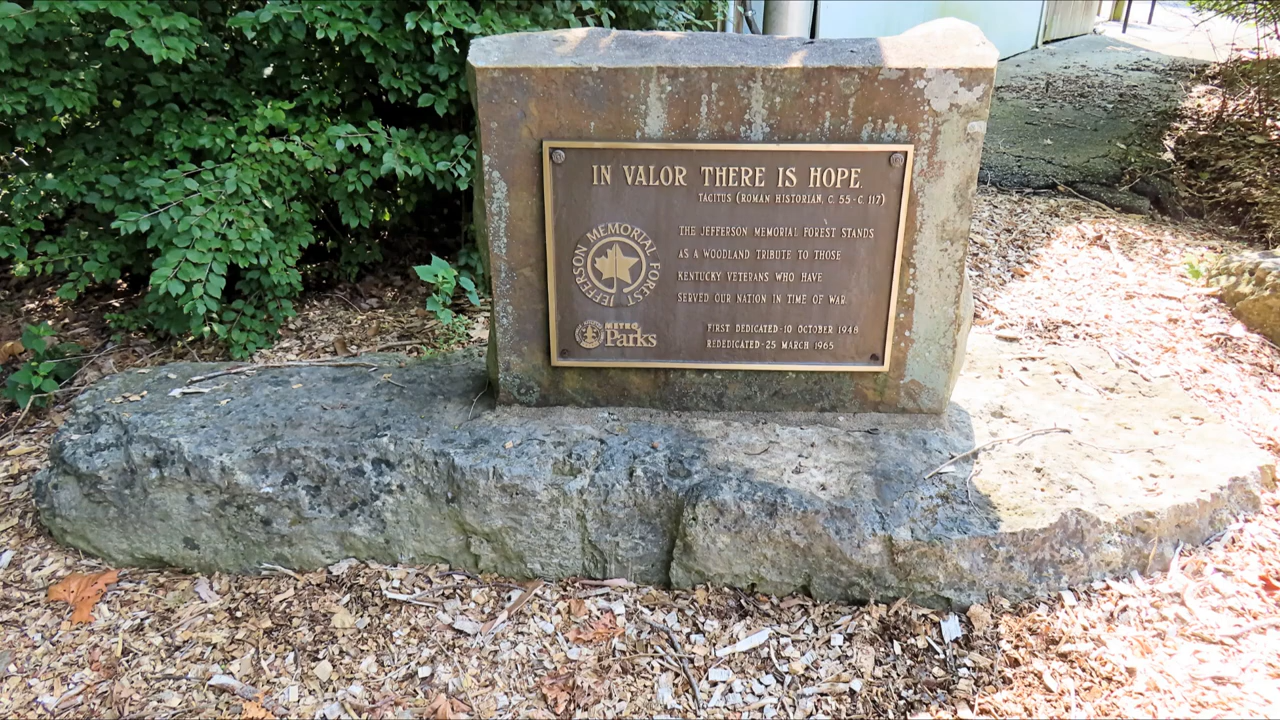 IN VALOR THERE IS HOPE.
TACITUS (ROMAN HISTORIAN, C. 55-C. 117)
THE JEFFERSON MEMORIAL FOREST STANDS
AS A WOODLAND TRIBUTE TO THOSE
KENTUCKY VETERANS WHO HAVE
SERVED OUR NATION IN TIME OF WAR.
JEFFERSON MEMORIAL FOREST
METRO
Parks
FIRST DEDICATED-10 OCTOBER 1948
REDEDICATED-25 MARCH 1965